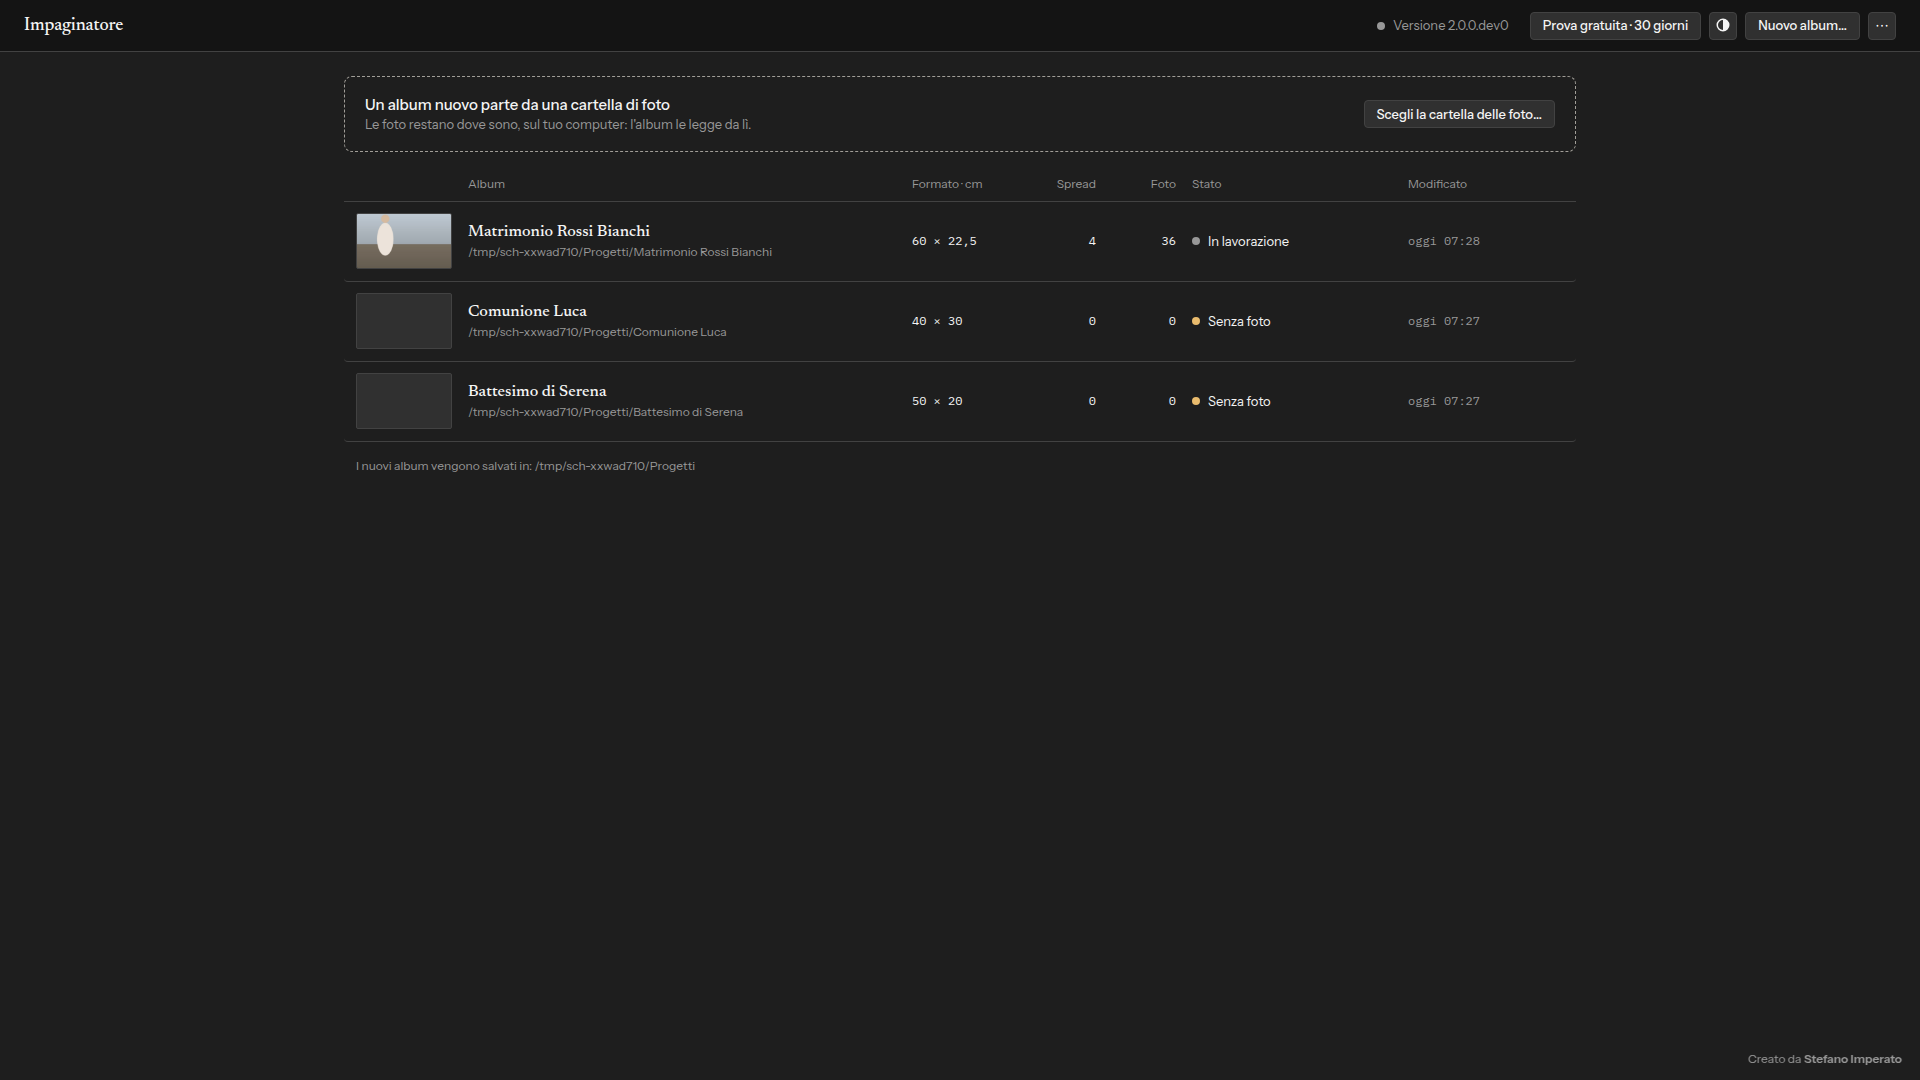 Impaginatore
Versione 2.0.0.dev0
Prova gratuita · 30 giorni
Nuovo album...
Un album nuovo parte da una cartella di foto
Le foto restano dove sono, sul tuo computer: l'album le legge da lì.
Scegli la cartella delle foto...
Album Formato · cm Spread Foto Stato Modificato
Matrimonio Rossi Bianchi
/tmp/sch-xxwad710/Progetti/Matrimonio Rossi Bianchi
60 × 22,5 4 36 In lavorazione oggi 07:28
Comunione Luca
/tmp/sch-xxwad710/Progetti/Comunione Luca
40 × 30 0 0 Senza foto oggi 07:27
Battesimo di Serena
/tmp/sch-xxwad710/Progetti/Battesimo di Serena
50 × 20 0 0 Senza foto oggi 07:27
I nuovi album vengono salvati in: /tmp/sch-xxwad710/Progetti
Creato da Stefano Imperato